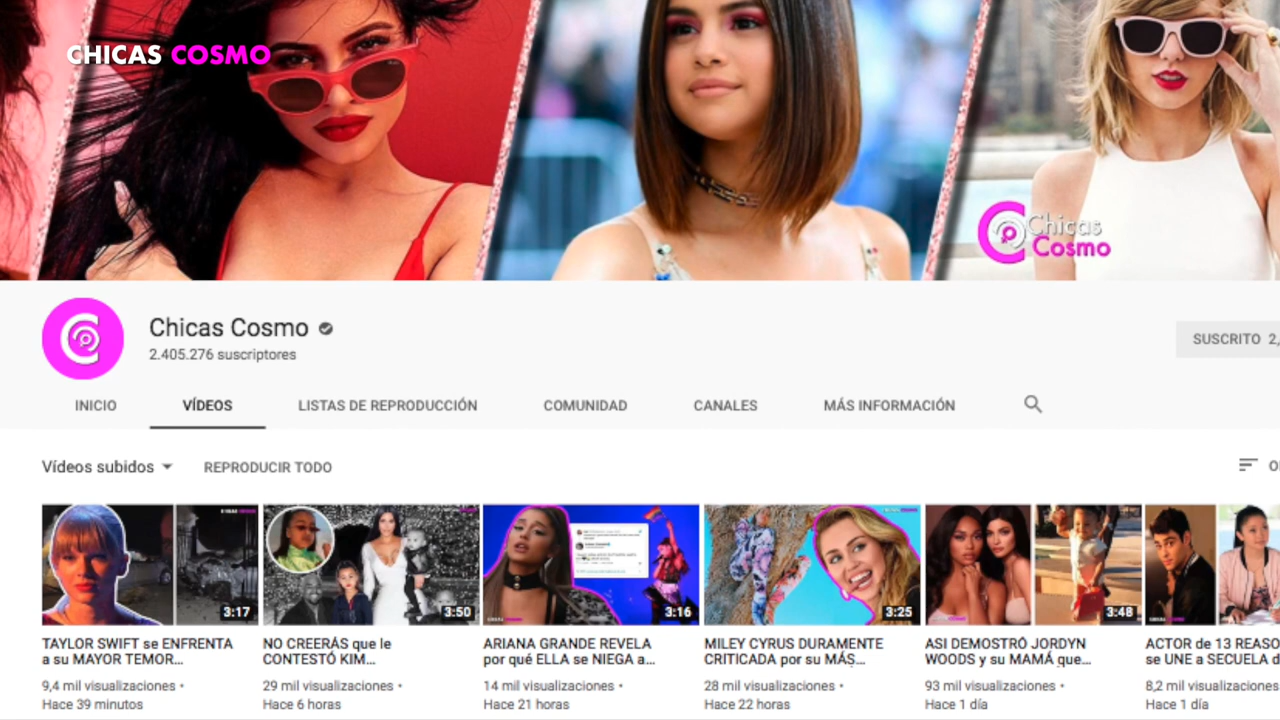 CHICAS COSMO
Chicas
Cosmo
Chicas Cosmo
2.405.276 suscriptores
SUSCRITO 2,
INICIO
VÍDEOS
LISTAS DE REPRODUCCIÓN
COMUNIDAD
CANALES
MÁS INFORMACIÓN
Vídeos subidos
REPRODUCIR TODO
3:17
3:50
3:16
3:25
3:48
TAYLOR SWIFT se ENFRENTA
a su MAYOR TEMOR...
9,4 mil visualizaciones •
Hace 39 minutos
NO CREERÁS que le
CONTESTÓ KIM...
29 mil visualizaciones •
Hace 6 horas
ARIANA GRANDE REVELA
por qué ELLA se NIEGA a...
14 mil visualizaciones •
Hace 21 horas
MILEY CYRUS DURAMENTE
CRITICADA por su MÁS...
28 mil visualizaciones •
Hace 22 horas
ASI DEMOSTRÓ JORDYN
WOODS y su MAMÁ que...
93 mil visualizaciones •
Hace 1 día
ACTOR de 13 REASO
se UNE a SECUELA d
8,2 mil visualizaciones
Hace 1 día